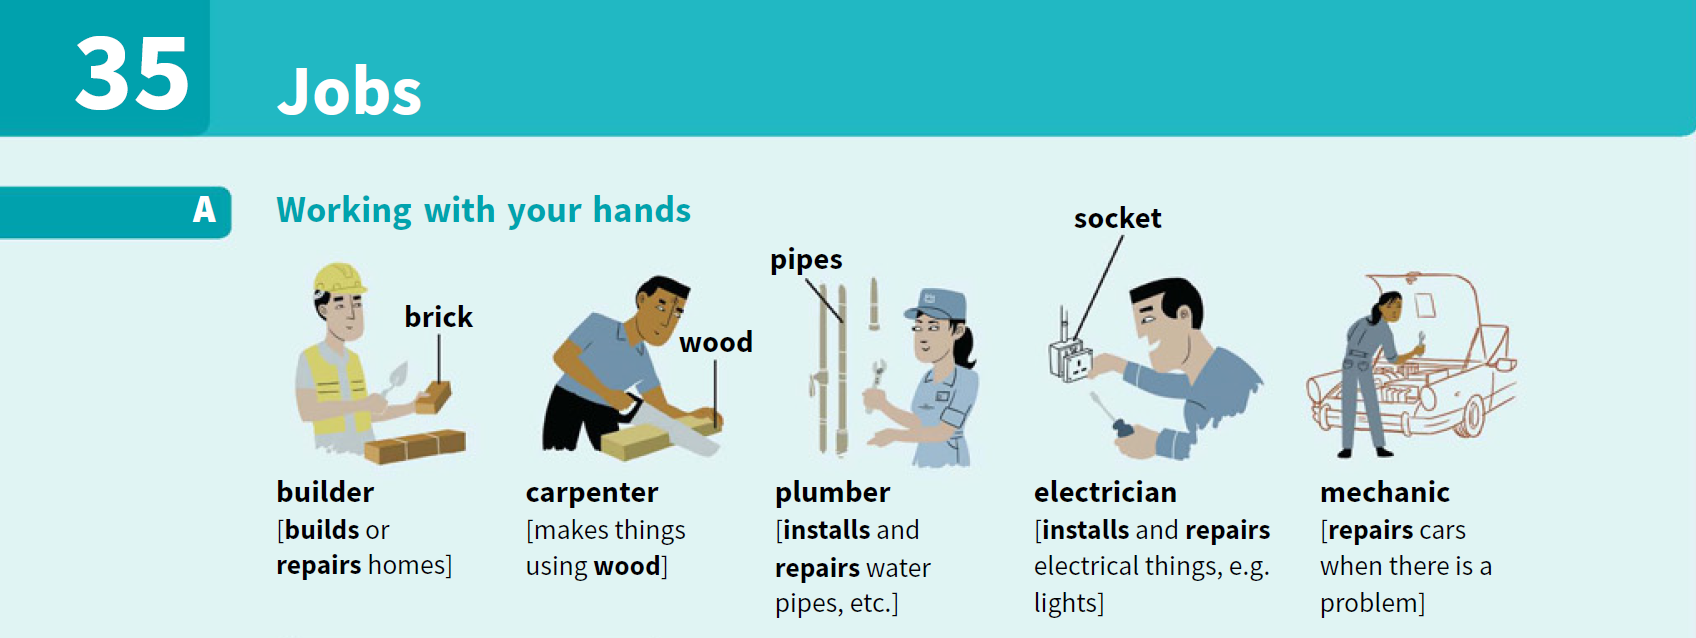 35
Jobs
A
Working with your hands
brick
wood
pipes
socket
builder
[builds or
repairs homes]
carpenter
[makes things
using wood]
plumber
[installs and
repairs water
pipes, etc.]
electrician
[installs and repairs
electrical things, e.g.
lights]
mechanic
[repairs cars
when there is a
problem]